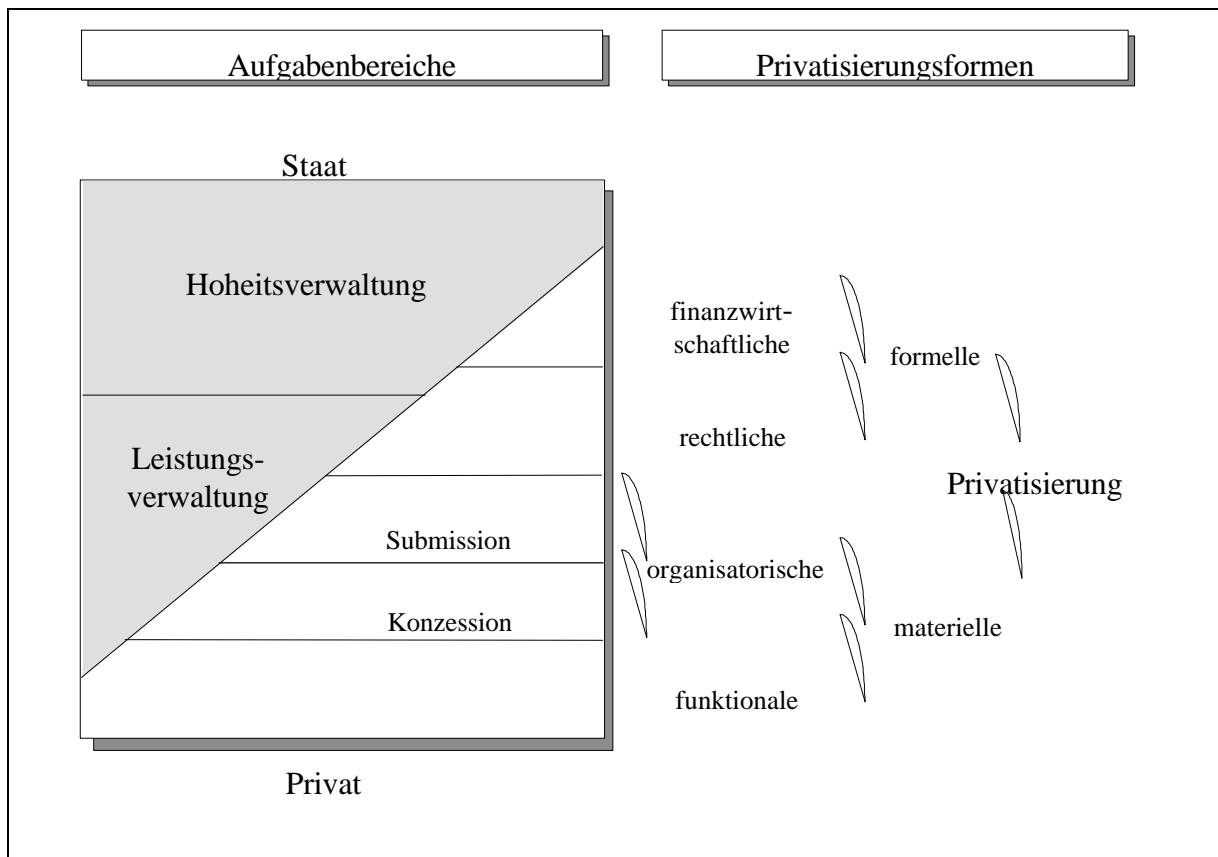 Aufgabenbereiche
Privatisierungsformen
Staat
Hoheitsverwaltung
Leistungs-
verwaltung
Submission
Konzession
Privat
finanzwirt-
schaftliche
formelle
rechtliche
Privatisierung
organisatorische
materielle
funktionale